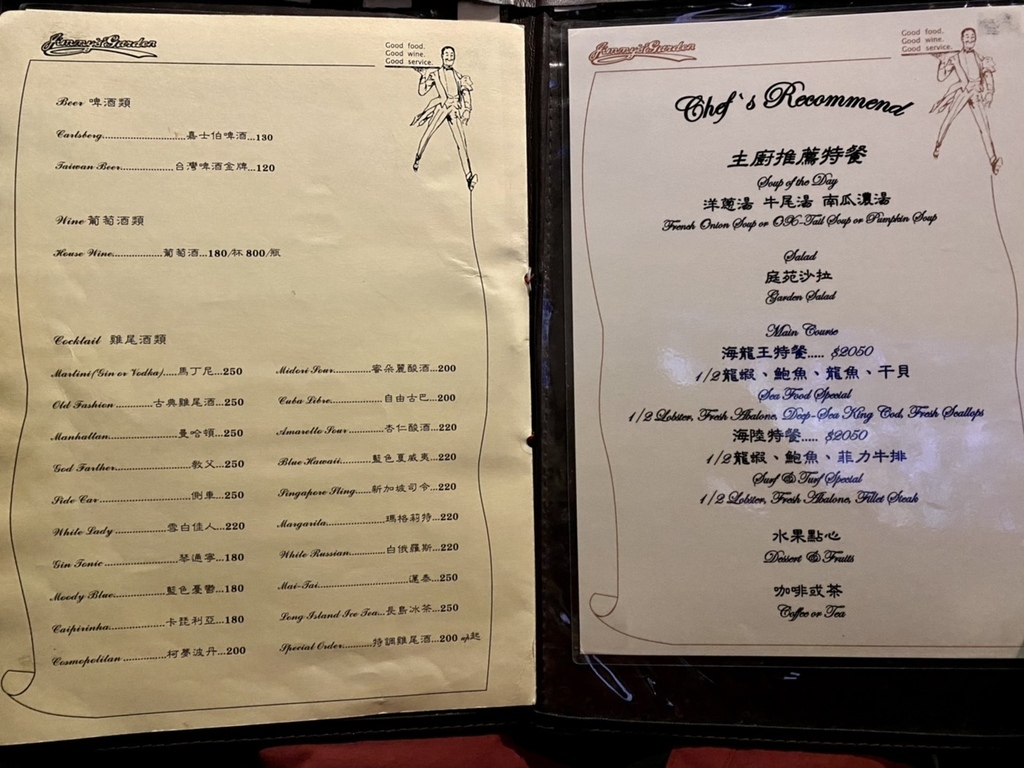 Jimmy's Garden
Good food.
Good wine.
Good service.
Beer 啤酒類
Carlsberg..............................嘉士伯啤酒...130
Taiwan Beer...................台灣啤酒金牌...120
Wine 葡萄酒類
House Wine..................葡萄酒...180/杯 800/瓶
Cocktail 雞尾酒類
Martini(Gin or Vodka).....馬丁尼...250
Old Fashion .............古典雞尾酒...250
Manhattan......................曼哈頓...250
God Farther.......................教父...250
Side Car ............................側車...250
White Lady ................雪白佳人...220
Gin Tonic .......................琴通寧...180
Moody Blue..................藍色憂鬱...180
Caipirinha....................卡琵利亞...180
Cosmopolitan ..............柯夢波丹...200
Midori Sour.............蜜朵麗酸酒...200
Cuba Libre..................自由古巴...200
Amaretto Sour..........杏仁酸酒...220
Blue Hawaii............藍色夏威夷...220
Singapore Sling....新加坡司令...220
Margarita..................瑪格莉特...220
White Russian............白俄羅斯...220
Mai-Tai..........................邁泰...250
Long Island Ice Tea...長島冰茶...250
Special Order.........特調雞尾酒...200 up起
Jimmy's Garden
Good food.
Good wine.
Good service.
Chef's Recommend
主廚推薦特餐
Soup of the Day
洋蔥湯 牛尾湯 南瓜濃湯
French Onion Soup or OX-Tail Soup or Pumpkin Soup
Salad
庭苑沙拉
Garden Salad
Main Course
海龍王特餐..... $2050
1/2龍蝦、鮑魚、龍魚、干貝
Sea Food Special
1/2 Lobster, Fresh Abalone, Deep-Sea King Cod, Fresh Scallops
海陸特餐..... $2050
1/2龍蝦、鮑魚、菲力牛排
Surf & Turf Special
1/2 Lobster, Fresh Abalone, Fillet Steak
水果點心
Dessert & Fruits
咖啡或茶
Coffee or Tea